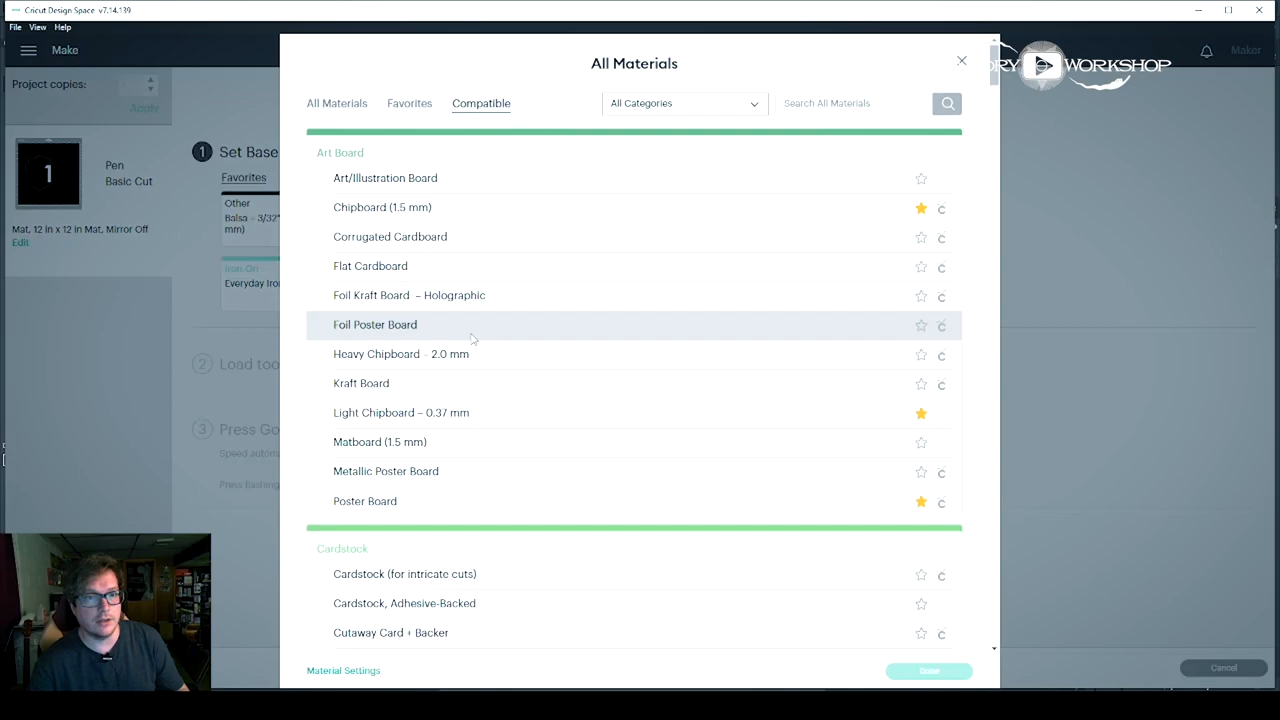 Cricut Design Space v7.14.139
File View Help
Make
Maker
ORY WORKSHOP
Project copies:
Apply
1
Pen
Basic Cut
Mat, 12 in x 12 in Mat, Mirror Off
Edit
1 Set Base
Favorites
Other
Balsa – 3/32"
mm)
Iron-On
Everyday Iro
2 Load too
3 Press Go
Speed automa
Press flashing
All Materials
All Materials Favorites Compatible All Categories Search All Materials
Art Board
Art/Illustration Board
Chipboard (1.5 mm)
Corrugated Cardboard
Flat Cardboard
Foil Kraft Board – Holographic
Foil Poster Board
Heavy Chipboard – 2.0 mm
Kraft Board
Light Chipboard – 0.37 mm
Matboard (1.5 mm)
Metallic Poster Board
Poster Board
Cardstock
Cardstock (for intricate cuts)
Cardstock, Adhesive-Backed
Cutaway Card + Backer
Material Settings
Done
Cancel